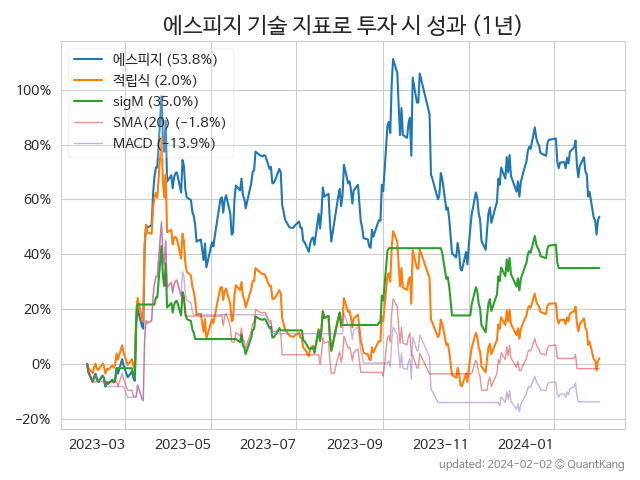 에스피지 기술 지표로 투자 시 성과 (1년)
에스피지 (53.8%)
적립식 (2.0%)
sigM (35.0%)
SMA(20) (−1.8%)
MACD (−13.9%)
100%
80%
60%
40%
20%
0%
−20%
2023−03 2023−05 2023−07 2023−09 2023−11 2024−01
updated: 2024−02−02 © QuantKang